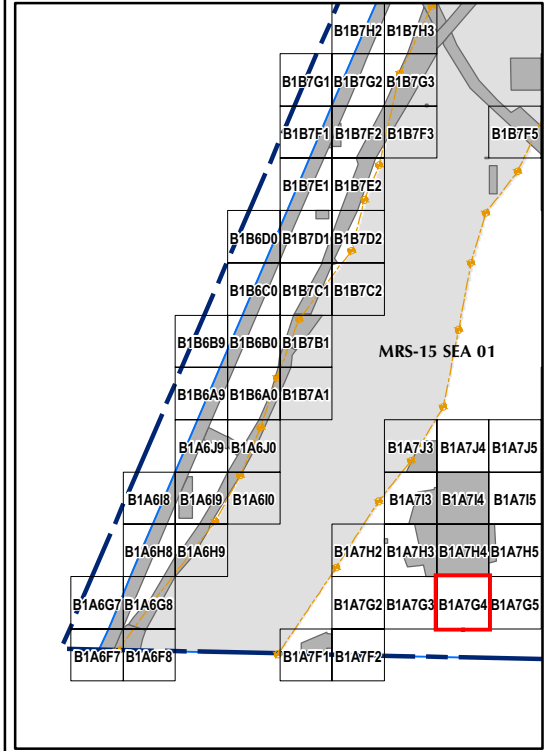 B1B7H2 B1B7H3
B1B7G1 B1B7G2 B1B7G3
B1B7F1 B1B7F2 B1B7F3 B1B7F5
B1B7E1 B1B7E2
B1B6D0 B1B7D1 B1B7D2
B1B6C0 B1B7C1 B1B7C2
B1B6B9 B1B6B0 B1B7B1
MRS-15 SEA 01
B1B6A9 B1B6A0 B1B7A1
B1A6J9 B1A6J0 B1A7J3 B1A7J4 B1A7J5
B1A6I8 B1A6I9 B1A6I0 B1A7I3 B1A7I4 B1A7I5
B1A6H8 B1A6H9 B1A7H2 B1A7H3 B1A7H4 B1A7H5
B1A6G7 B1A6G8 B1A7G2 B1A7G3 B1A7G4 B1A7G5
B1A6F7 B1A6F8 B1A7F1 B1A7F2